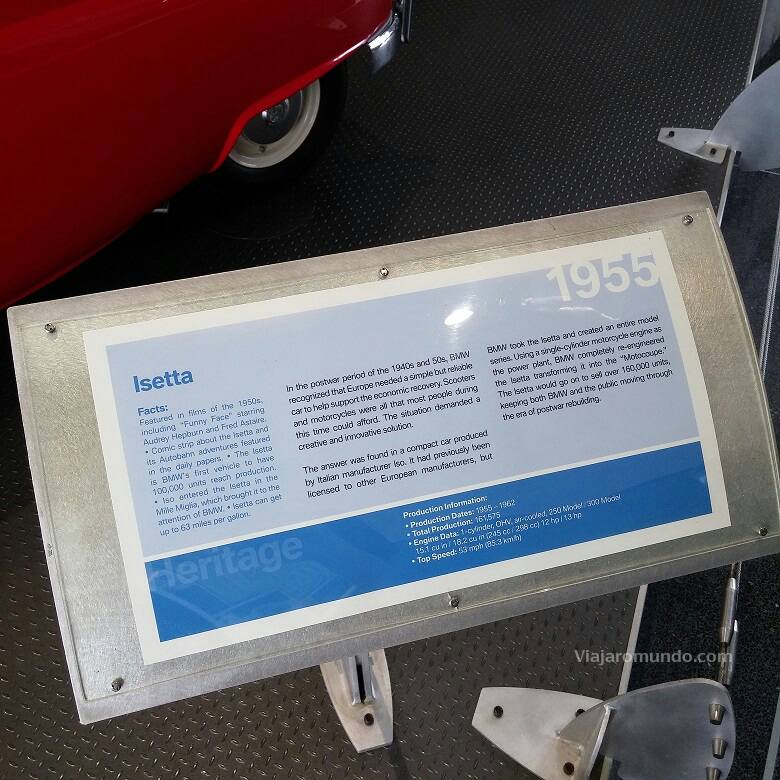 1955
Isetta
Facts:
Featured in films of the 1950s,
including "Funny Face" starring
Audrey Hepburn and Fred Astaire.
• Comic strip about the Isetta and
its Autobahn adventures featured
in the daily papers. • The Isetta
is BMW's first vehicle to have
100,000 units reach production.
• Iso entered the Isetta in the
Mille Miglia, which brought it to the
attention of BMW. • Isetta can get
up to 63 miles per gallon.
In the postwar period of the 1940s and 50s, BMW
recognized that Europe needed a simple but reliable
car to help support the economic recovery. Scooters
and motorcycles were all that most people during
this time could afford. The situation demanded a
creative and innovative solution.
The answer was found in a compact car produced
by Italian manufacturer Iso. It had previously been
licensed to other European manufacturers, but
BMW took the Isetta and created an entire model
series. Using a single-cylinder motorcycle engine as
the power plant, BMW completely re-engineered
the Isetta transforming it into the "Motocoupe."
The Isetta would go on to sell over 160,000 units,
keeping both BMW and the public moving through
the era of postwar rebuilding.
Heritage
Production Information:
• Production Dates: 1955 – 1962
• Total Production: 161,575
• Engine Data: 1-cylinder, OHV, air-cooled, 250 Model / 300 Model
15.1 cu in / 18.2 cu in (245 cc / 298 cc) 12 hp / 13 hp
• Top Speed: 53 mph (85.3 km/h)
Viajaromundo.com